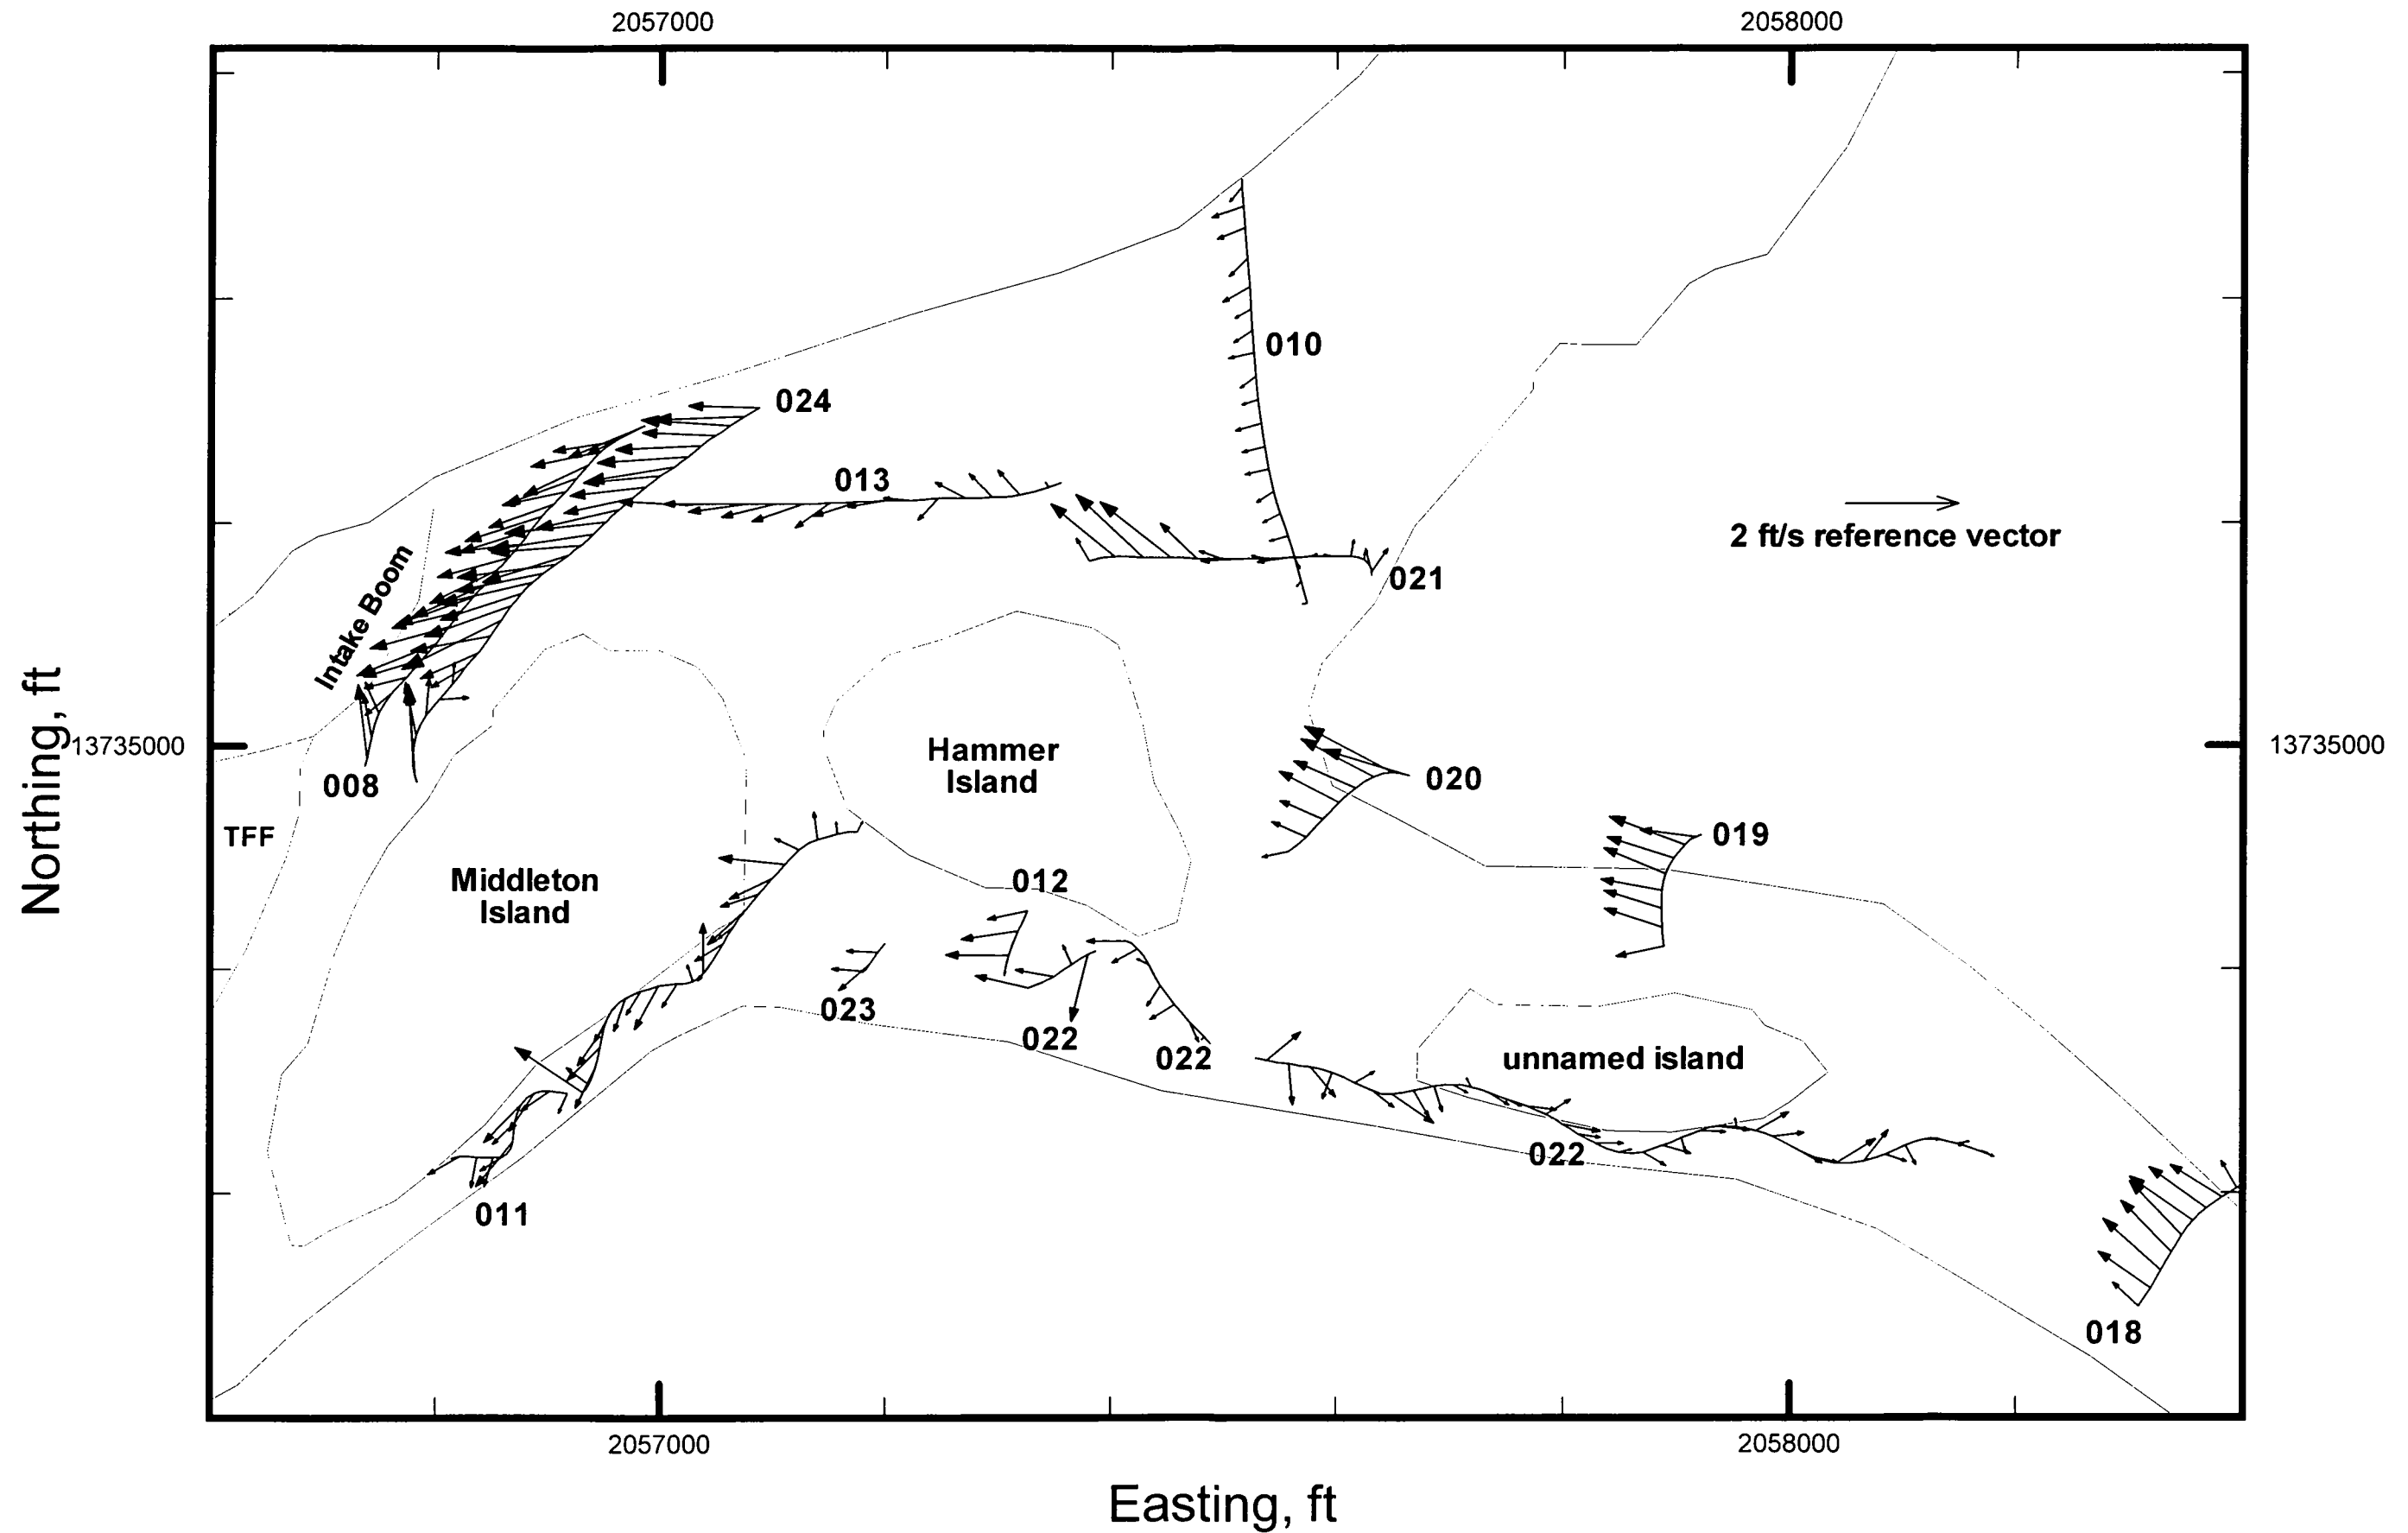 2057000
2058000
010
024
013
2 ft/s reference vector
021
Intake Boom
13735000
13735000
Hammer
Island
020
008
TFF
019
Middleton
Island
012
023
022
022
unnamed island
022
011
018
Northing, ft
2057000
2058000
Easting, ft